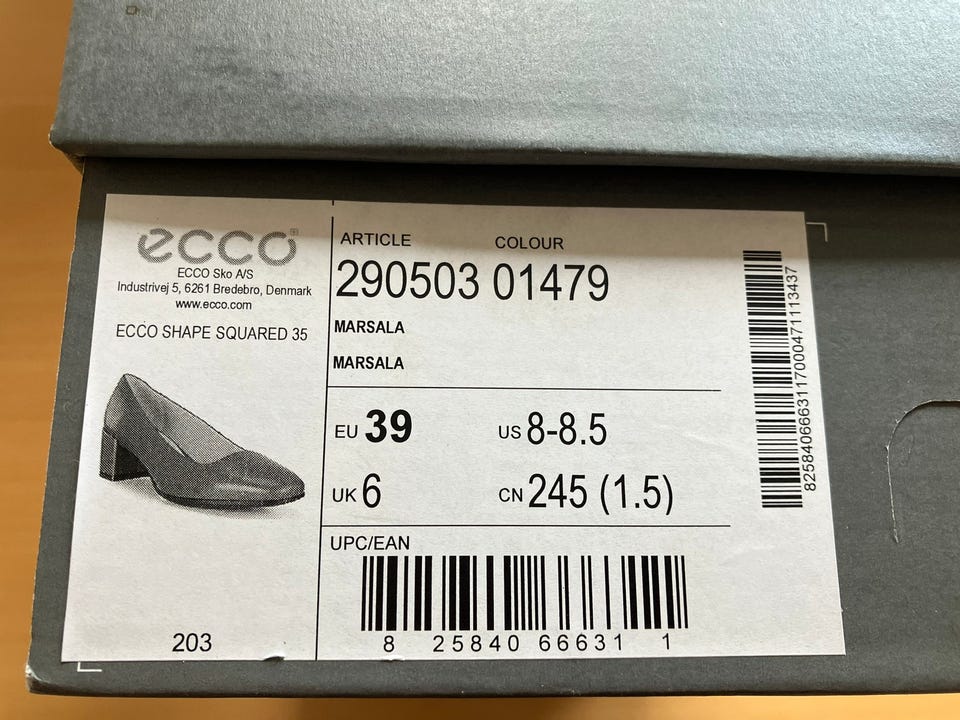 ecco®
ECCO Sko A/S
Industrivej 5, 6261 Bredebro, Denmark
www.ecco.com
ECCO SHAPE SQUARED 35
203
ARTICLE COLOUR
290503 01479
MARSALA
MARSALA
EU 39 US 8-8.5
UK 6 CN 245 (1.5)
UPC/EAN
8 25840 66631 1
82584066631170004711113437